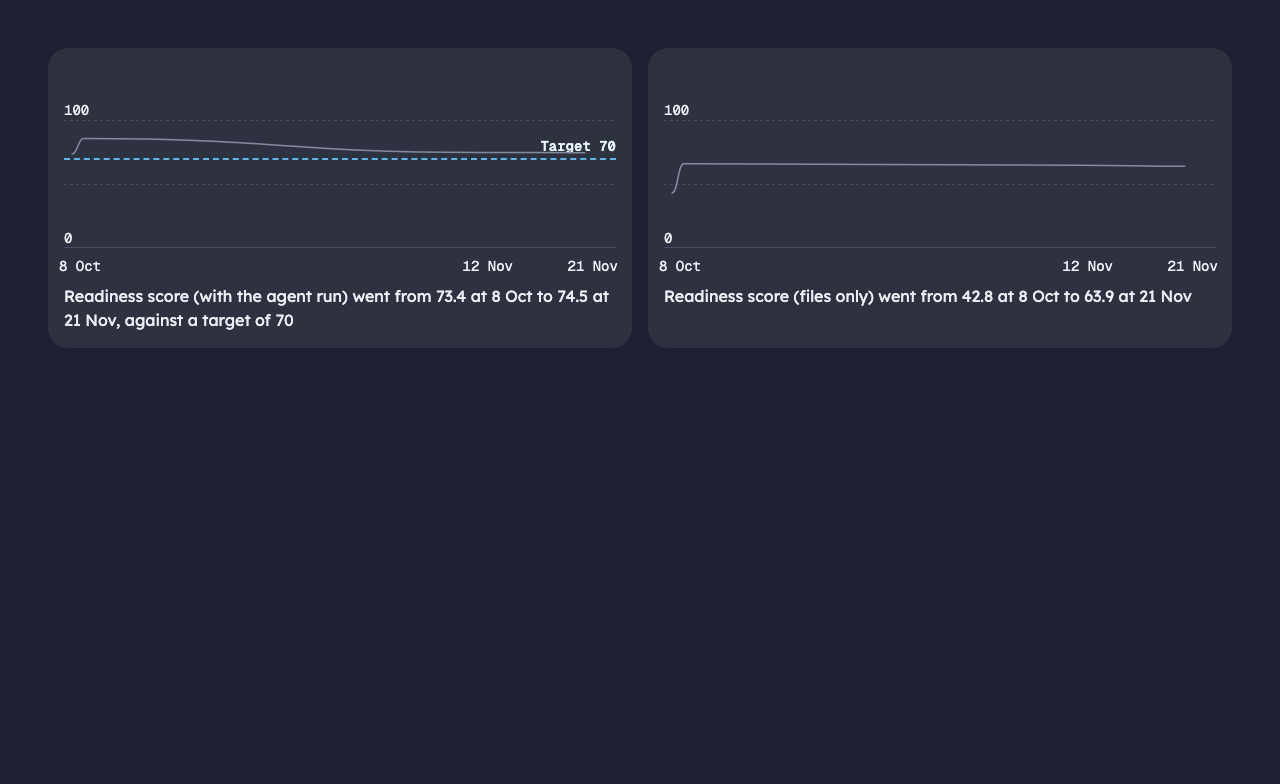 100
Target 70
0
8 Oct 12 Nov 21 Nov
Readiness score (with the agent run) went from 73.4 at 8 Oct to 74.5 at
21 Nov, against a target of 70
100
0
8 Oct 12 Nov 21 Nov
Readiness score (files only) went from 42.8 at 8 Oct to 63.9 at 21 Nov